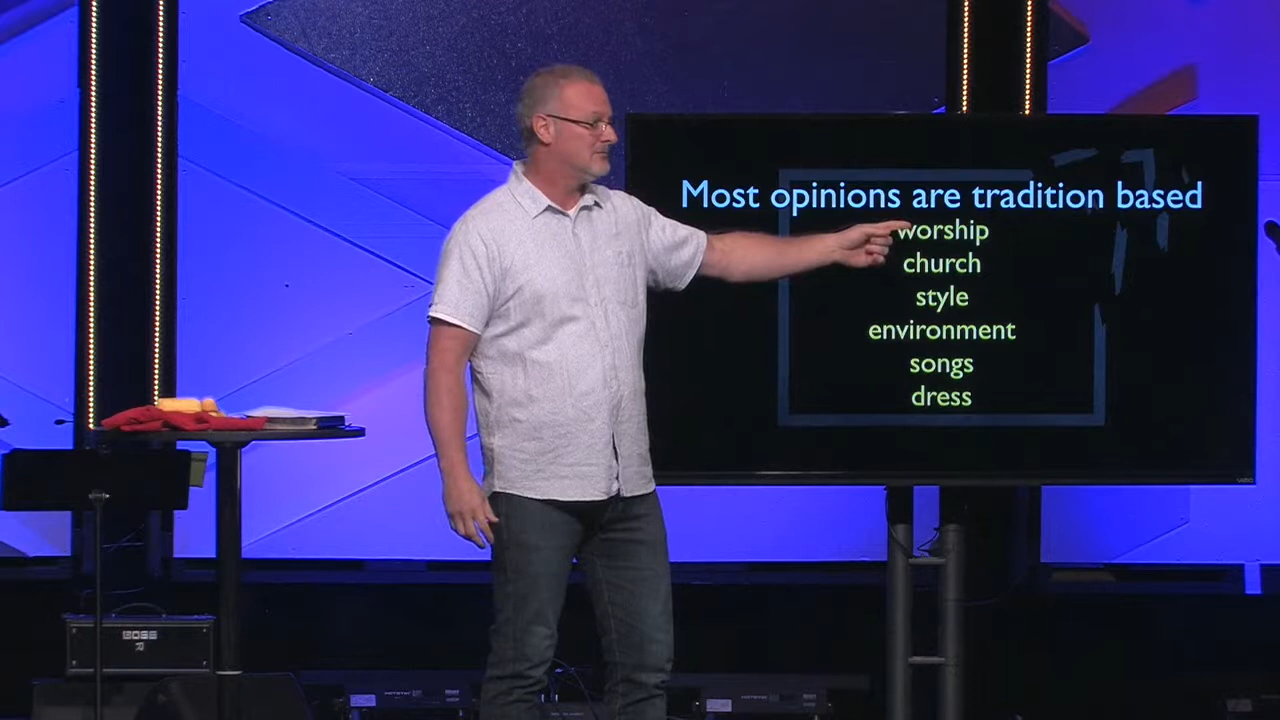 Most opinions are tradition based
worship
church
style
environment
songs
dress
BOSS